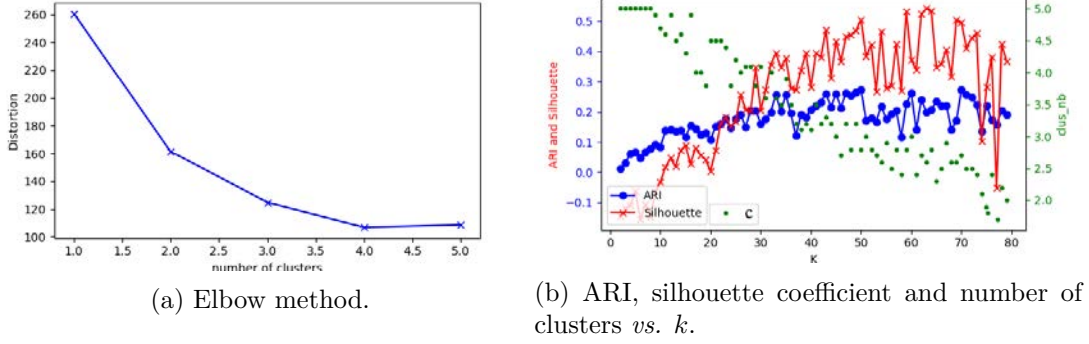 260
240
220
200
180
160
140
120
100
Distortion
1.0 1.5 2.0 2.5 3.0 3.5 4.0 4.5 5.0
number of clusters
(a) Elbow method.
0.5
0.4
0.3
0.2
0.1
0.0
−0.1
ARI and Silhouette
ARI
Silhouette
c
5.0
4.5
4.0
3.5
3.0
2.5
2.0
clus_nb
0 10 20 30 40 50 60 70 80
K
(b) ARI, silhouette coefficient and number of
clusters vs. k.